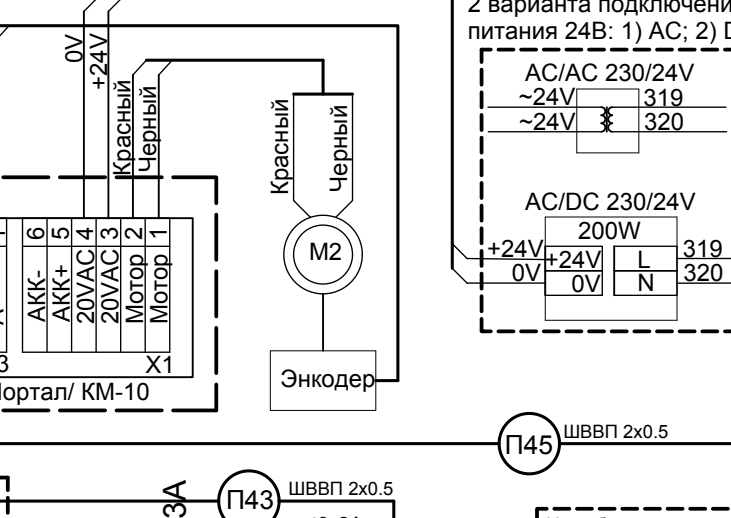 2 варианта подключени
питания 24В: 1) AC; 2) D
0V
+24V
Красный
Черный
Красный
Черный
AC/AC 230/24V
~24V
319
~24V
320
AC/DC 230/24V
200W
+24V
+24V
L
319
0V
0V
N
320
M2
6
5
4
3
2
1
АКК-
АКК+
20VAC
20VAC
Мотор
Мотор
X1
Портал/ КМ-10
Энкодер
П45
ШВВП 2x0.5
П43
ШВВП 2x0.5